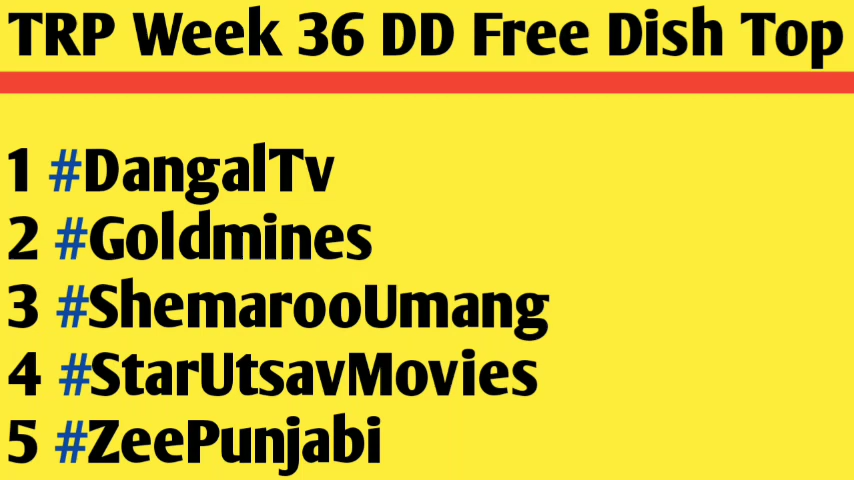 TRP Week 36 DD Free Dish Top
1 #DangalTv
2 #Goldmines
3 #ShemarooUmang
4 #StarUtsavMovies
5 #ZeePunjabi